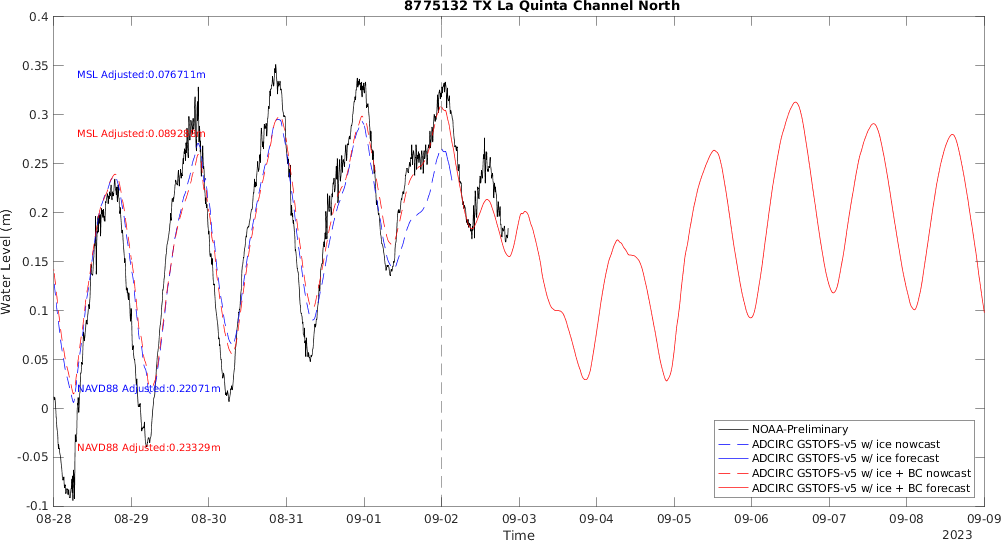 8775132 TX La Quinta Channel North
0.4
0.35
0.3
0.25
0.2
0.15
0.1
0.05
0
-0.05
-0.1
Water Level (m)
MSL Adjusted:0.076711m
NAVD88 Adjusted:0.22071m
NAVD88 Adjusted:0.23329m
NOAA-Preliminary
ADCIRC GSTOFS-v5 w/ ice nowcast
ADCIRC GSTOFS-v5 w/ ice forecast
ADCIRC GSTOFS-v5 w/ ice + BC nowcast
ADCIRC GSTOFS-v5 w/ ice + BC forecast
08-28 08-29 08-30 08-31 09-01 09-02 09-03 09-04 09-05 09-06 09-07 09-08 09-09
Time
2023